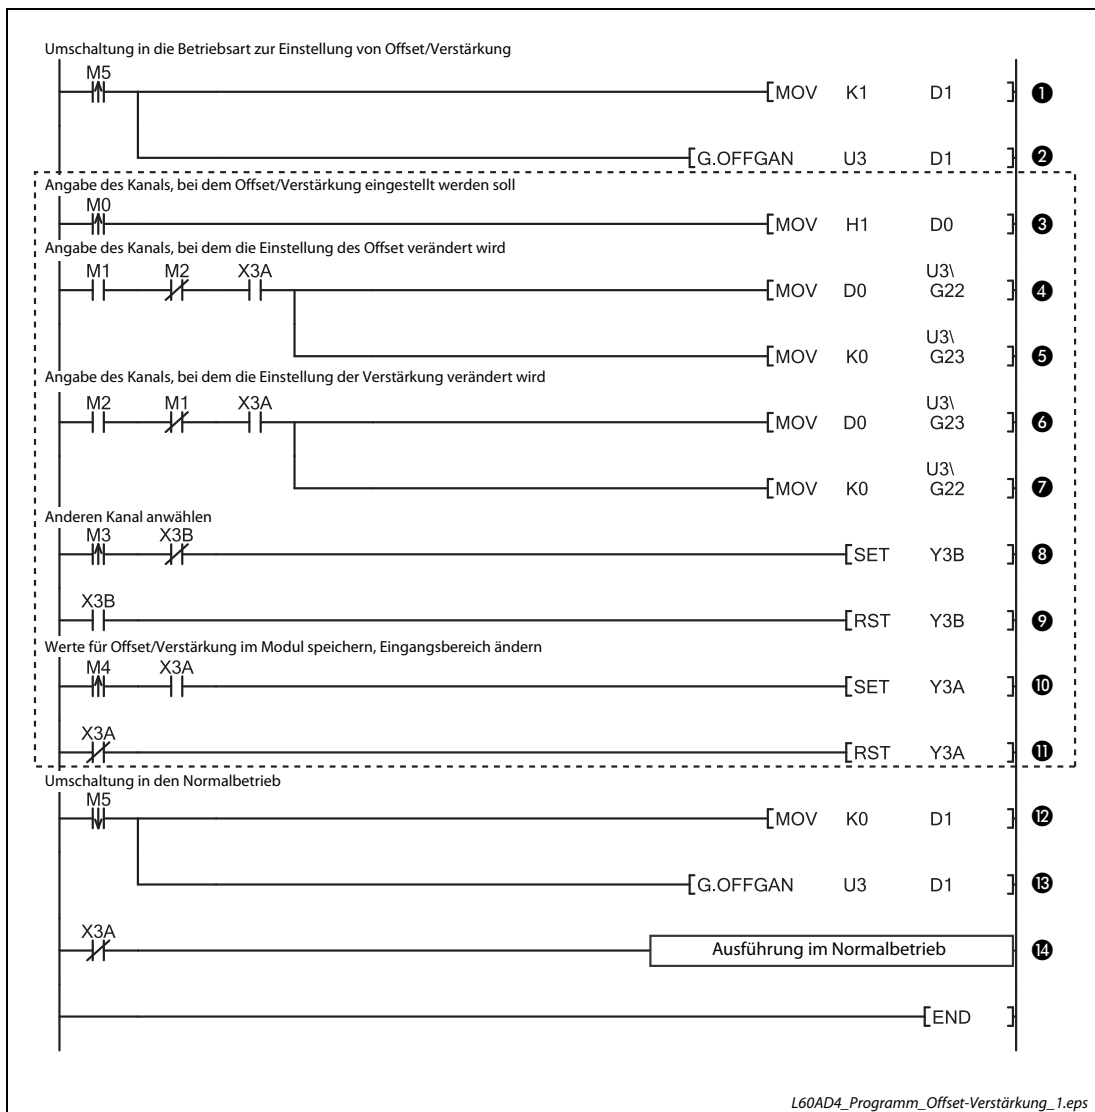 Umschaltung in die Betriebsart zur Einstellung von Offset/Verstärkung
M5
MOV K1 D1 ❶
G.OFFGAN U3 D1 ❷
Angabe des Kanals, bei dem Offset/Verstärkung eingestellt werden soll
M0
MOV H1 D0 ❸
Angabe des Kanals, bei dem die Einstellung des Offset verändert wird
M1 M2 X3A U3\
MOV D0 G22 ❹
U3\
MOV K0 G23 ❺
Angabe des Kanals, bei dem die Einstellung der Verstärkung verändert wird
M2 M1 X3A U3\
MOV D0 G23 ❻
U3\
MOV K0 G22 ❼
Anderen Kanal anwählen
M3 X3B
SET Y3B ❽
X3B
RST Y3B ❾
Werte für Offset/Verstärkung im Modul speichern, Eingangsbereich ändern
M4 X3A
SET Y3A ❿
X3A
RST Y3A ⓫
Umschaltung in den Normalbetrieb
M5
MOV K0 D1 ⓬
G.OFFGAN U3 D1 ⓭
X3A
Ausführung im Normalbetrieb ⓮
END
L60AD4_Programm_Offset-Verstärkung_1.eps